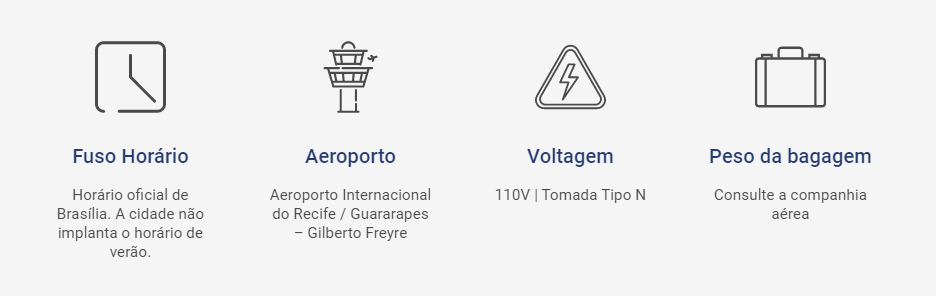 Fuso Horário
Horário oficial de
Brasília. A cidade não
implanta o horário de
verão.
Aeroporto
Aeroporto Internacional
do Recife / Guararapes
– Gilberto Freyre
Voltagem
110V | Tomada Tipo N
Peso da bagagem
Consulte a companhia
aérea